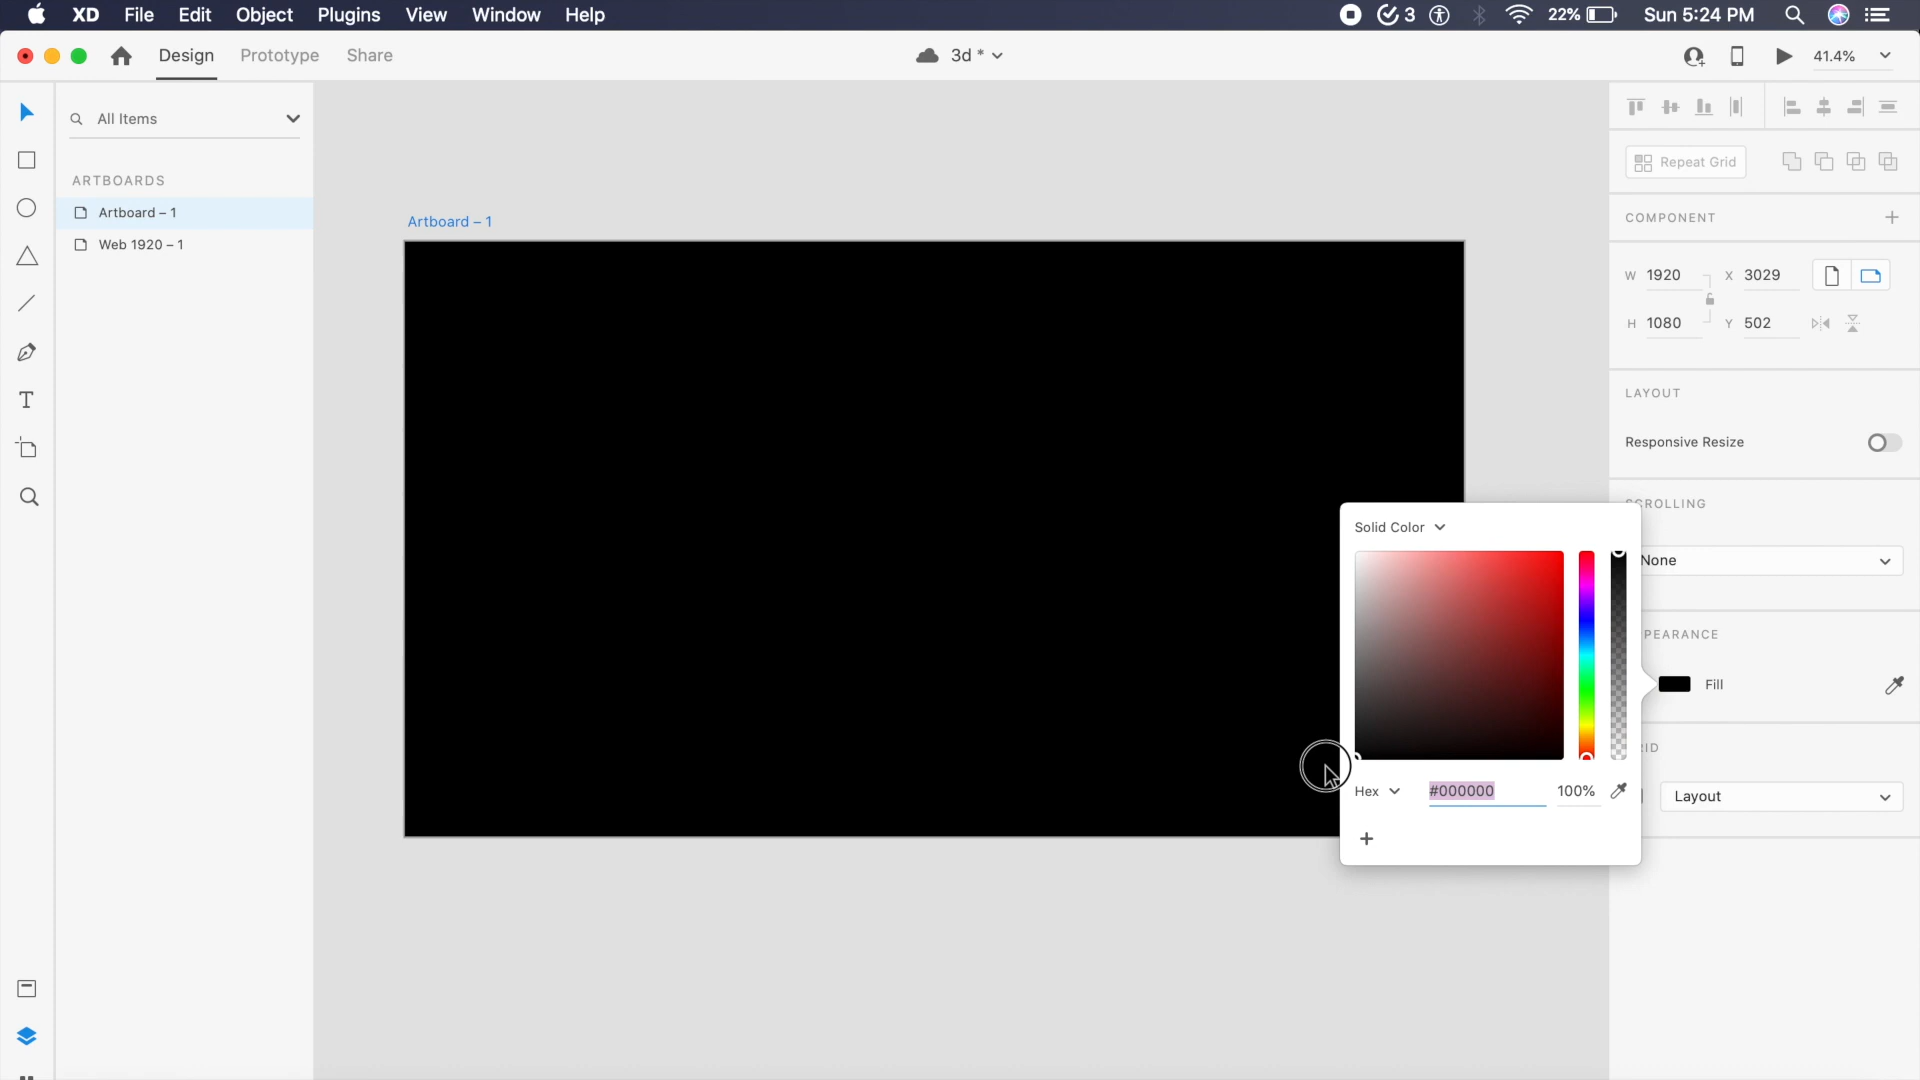 XD File Edit Object Plugins View Window Help
3 22% Sun 5:24 PM
Design Prototype Share
3d *
41.4%
All Items
ARTBOARDS
Artboard – 1
Web 1920 – 1
Artboard – 1
Repeat Grid
COMPONENT
W 1920 X 3029
H 1080 Y 502
LAYOUT
Responsive Resize
SCROLLING
None
PEARANCE
Fill
ID
Layout
Solid Color
Hex #000000 100%